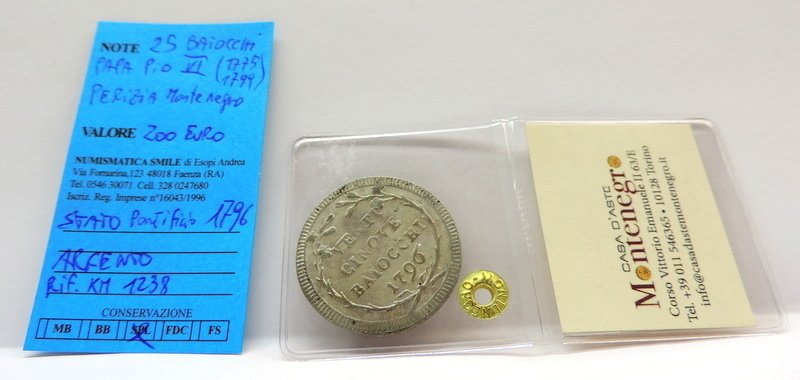 NOTE 25 BAIOCCHI
PAPA PIO VI (1775
1799)
PERIZIA Montenegro
VALORE 200 EURO
NUMISMATICA SMILE di Esopi Andrea
Via Fornarina,123 48018 Faenza (RA)
Tel. 0546 30071 Cell. 328 0247680
Iscriz. Reg. Imprese n°16043/1996
STATO Pontificio 1796
ARGENTO
Rif. KM 1238
CONSERVAZIONE
MB BB SPL FDC FS
VENTI
CINQVE
BAIOCCHI
1796
MONTENEGRO
CASA D'ASTE
Montenegro
Corso Vittorio Emanuele II 63/E
Tel. +39 011 546365 • 10128 Torino
info@casadastemontenegro.it